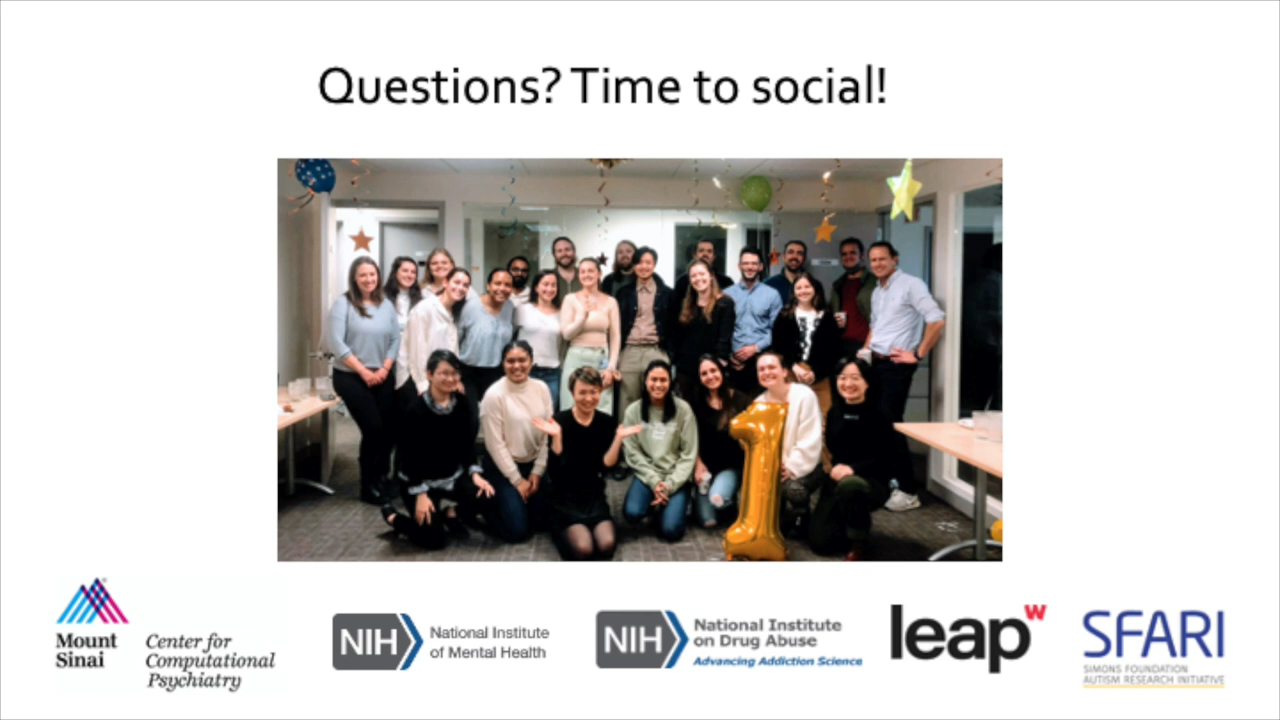 Questions? Time to social!
Mount
Sinai
Center for
Computational
Psychiatry
NIH
National Institute
of Mental Health
NIH
National Institute
on Drug Abuse
Advancing Addiction Science
leap w
SFARI
SIMONS FOUNDATION
AUTISM RESEARCH INITIATIVE